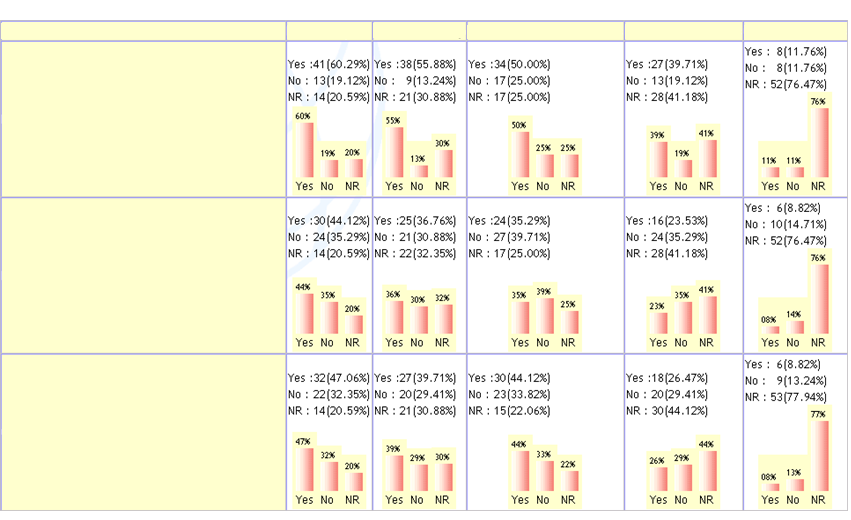 Yes :41(60.29%)
No : 13(19.12%)
NR : 14(20.59%)
60%
19% 20%
Yes No NR
Yes :38(55.88%)
No : 9(13.24%)
NR : 21(30.88%)
55%
13%
30%
Yes No NR
Yes :34(50.00%)
No : 17(25.00%)
NR : 17(25.00%)
50%
25% 25%
Yes No NR
Yes :27(39.71%)
No : 13(19.12%)
NR : 28(41.18%)
39%
19%
41%
Yes No NR
Yes : 8(11.76%)
No : 8(11.76%)
NR : 52(76.47%)
76%
11% 11%
Yes No NR
Yes :30(44.12%)
No : 24(35.29%)
NR : 14(20.59%)
44%
35%
20%
Yes No NR
Yes :25(36.76%)
No : 21(30.88%)
NR : 22(32.35%)
36%
30%
32%
Yes No NR
Yes :24(35.29%)
No : 27(39.71%)
NR : 17(25.00%)
35%
39%
25%
Yes No NR
Yes :16(23.53%)
No : 24(35.29%)
NR : 28(41.18%)
23%
35%
41%
Yes No NR
Yes : 6(8.82%)
No : 10(14.71%)
NR : 52(76.47%)
76%
08%
14%
Yes No NR
Yes :32(47.06%)
No : 22(32.35%)
NR : 14(20.59%)
47%
32%
20%
Yes No NR
Yes :27(39.71%)
No : 20(29.41%)
NR : 21(30.88%)
39%
29% 30%
Yes No NR
Yes :30(44.12%)
No : 23(33.82%)
NR : 15(22.06%)
44%
33%
22%
Yes No NR
Yes :18(26.47%)
No : 20(29.41%)
NR : 30(44.12%)
26%
29%
44%
Yes No NR
Yes : 6(8.82%)
No : 9(13.24%)
NR : 53(77.94%)
77%
08%
13%
Yes No NR